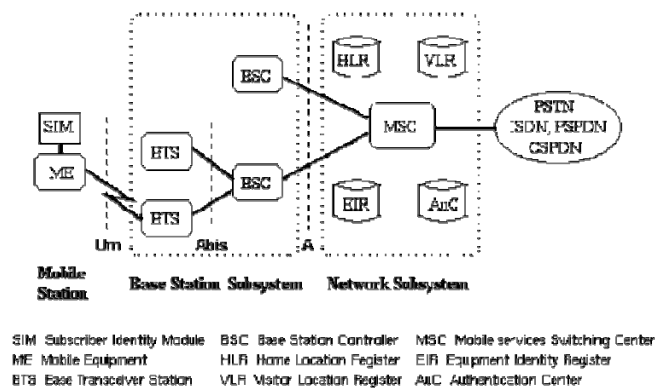 HLR VLR
BSC
PSTN
ISDN, PSPDN
CSPDN
MSC
SIM
BTS
ME
BSC
EIR AuC
BTS
Um Abis A
Mobile
Station
Base Station Subsystem Network Subsystem
SIM Subscriber Identity Module BSC Base Station Controller MSC Mobile services Switching Center
ME Mobile Equipment HLR Home Location Register EIR Equipment Identity Register
BTS Base Transceiver Station VLR Visitor Location Register AuC Authentication Center